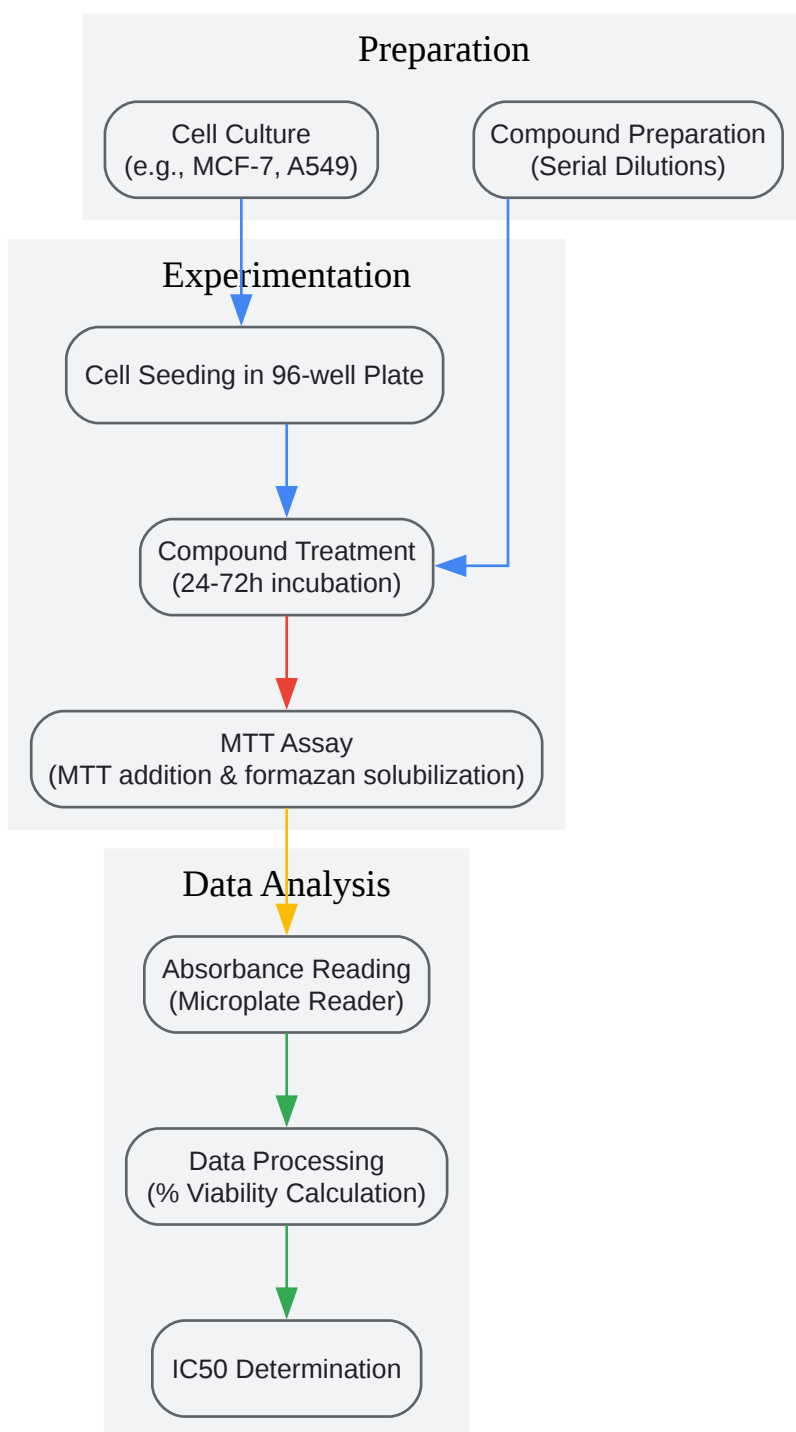 Preparation
Cell Culture
(e.g., MCF-7, A549)
Compound Preparation
(Serial Dilutions)
Experimentation
Cell Seeding in 96-well Plate
Compound Treatment
(24-72h incubation)
MTT Assay
(MTT addition & formazan solubilization)
Data Analysis
Absorbance Reading
(Microplate Reader)
Data Processing
(% Viability Calculation)
IC50 Determination